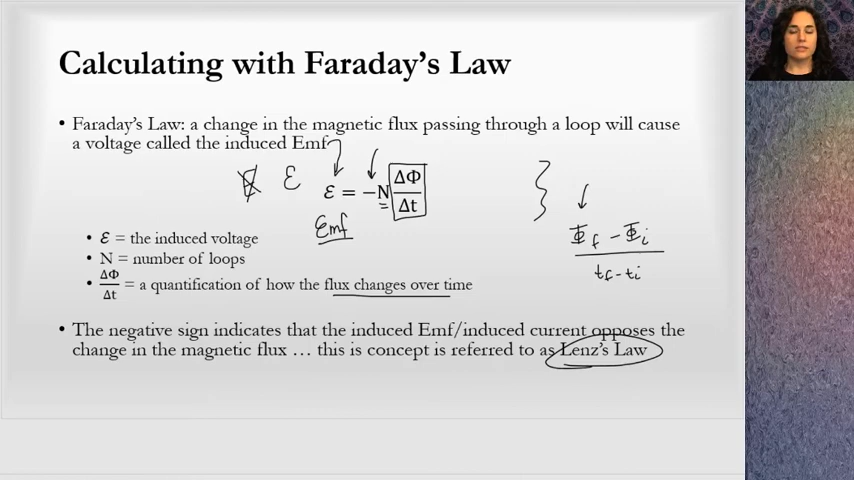 Calculating with Faraday's Law
• Faraday's Law: a change in the magnetic flux passing through a loop will cause
a voltage called the induced Emf
ε ε = −N ΔΦ/Δt
Emf
Φf − Φi
tf − ti
• ε = the induced voltage
• N = number of loops
• ΔΦ/Δt = a quantification of how the flux changes over time
• The negative sign indicates that the induced Emf/induced current opposes the
change in the magnetic flux … this is concept is referred to as Lenz's Law